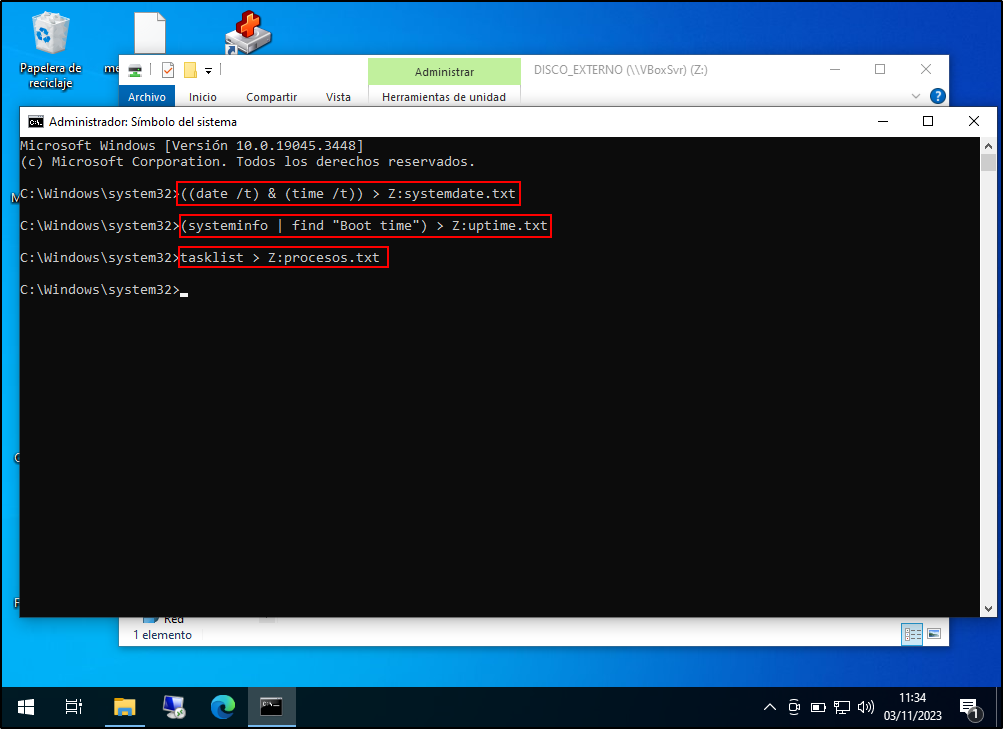 Papelera de
reciclaje
me
Administrar
DISCO_EXTERNO (\\VBoxSvr) (Z:)
Archivo
Inicio
Compartir
Vista
Herramientas de unidad
?
Administrador: Símbolo del sistema
Microsoft Windows [Versión 10.0.19045.3448]
(c) Microsoft Corporation. Todos los derechos reservados.
C:\Windows\system32>((date /t) & (time /t)) > Z:systemdate.txt
C:\Windows\system32>(systeminfo | find "Boot time") > Z:uptime.txt
C:\Windows\system32>tasklist > Z:procesos.txt
C:\Windows\system32>
Red
1 elemento
11:34
03/11/2023
1